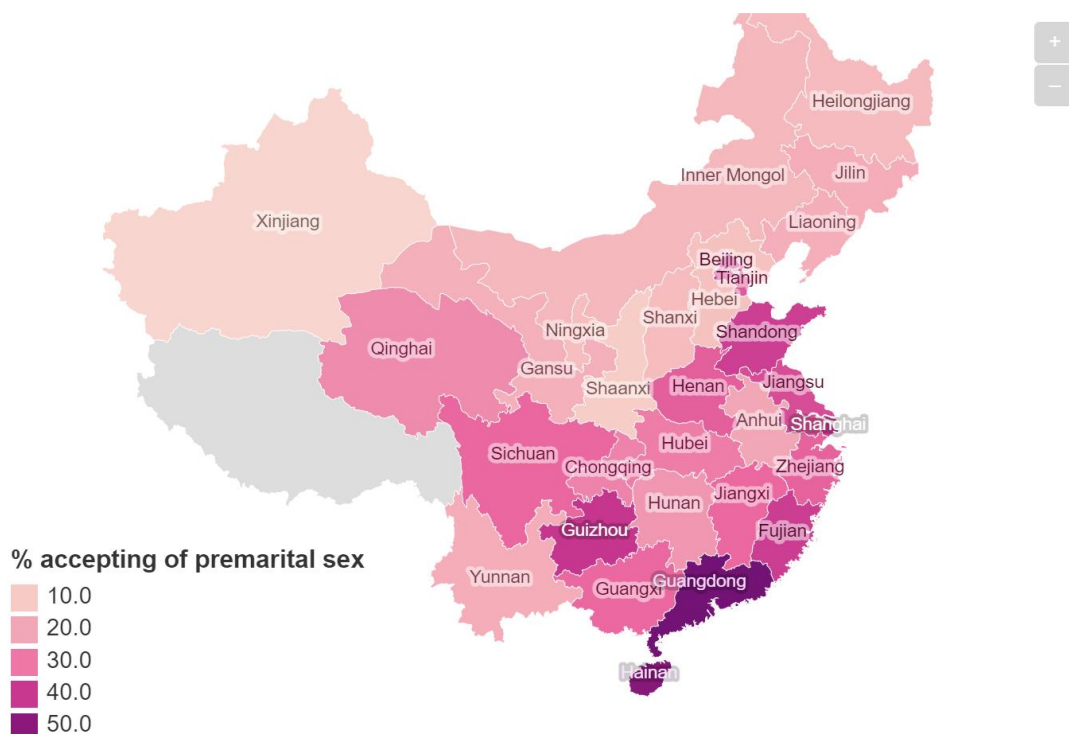 +
–
Heilongjiang
Inner Mongol
Jilin
Xinjiang
Liaoning
Beijing
Tianjin
Hebei
Shanxi
Ningxia
Shandong
Qinghai
Gansu
Shaanxi
Henan
Jiangsu
Anhui
Shanghai
Hubei
Sichuan
Chongqing
Zhejiang
Hunan
Jiangxi
Guizhou
Fujian
Yunnan
Guangxi
Guangdong
Hainan
% accepting of premarital sex
10.0
20.0
30.0
40.0
50.0